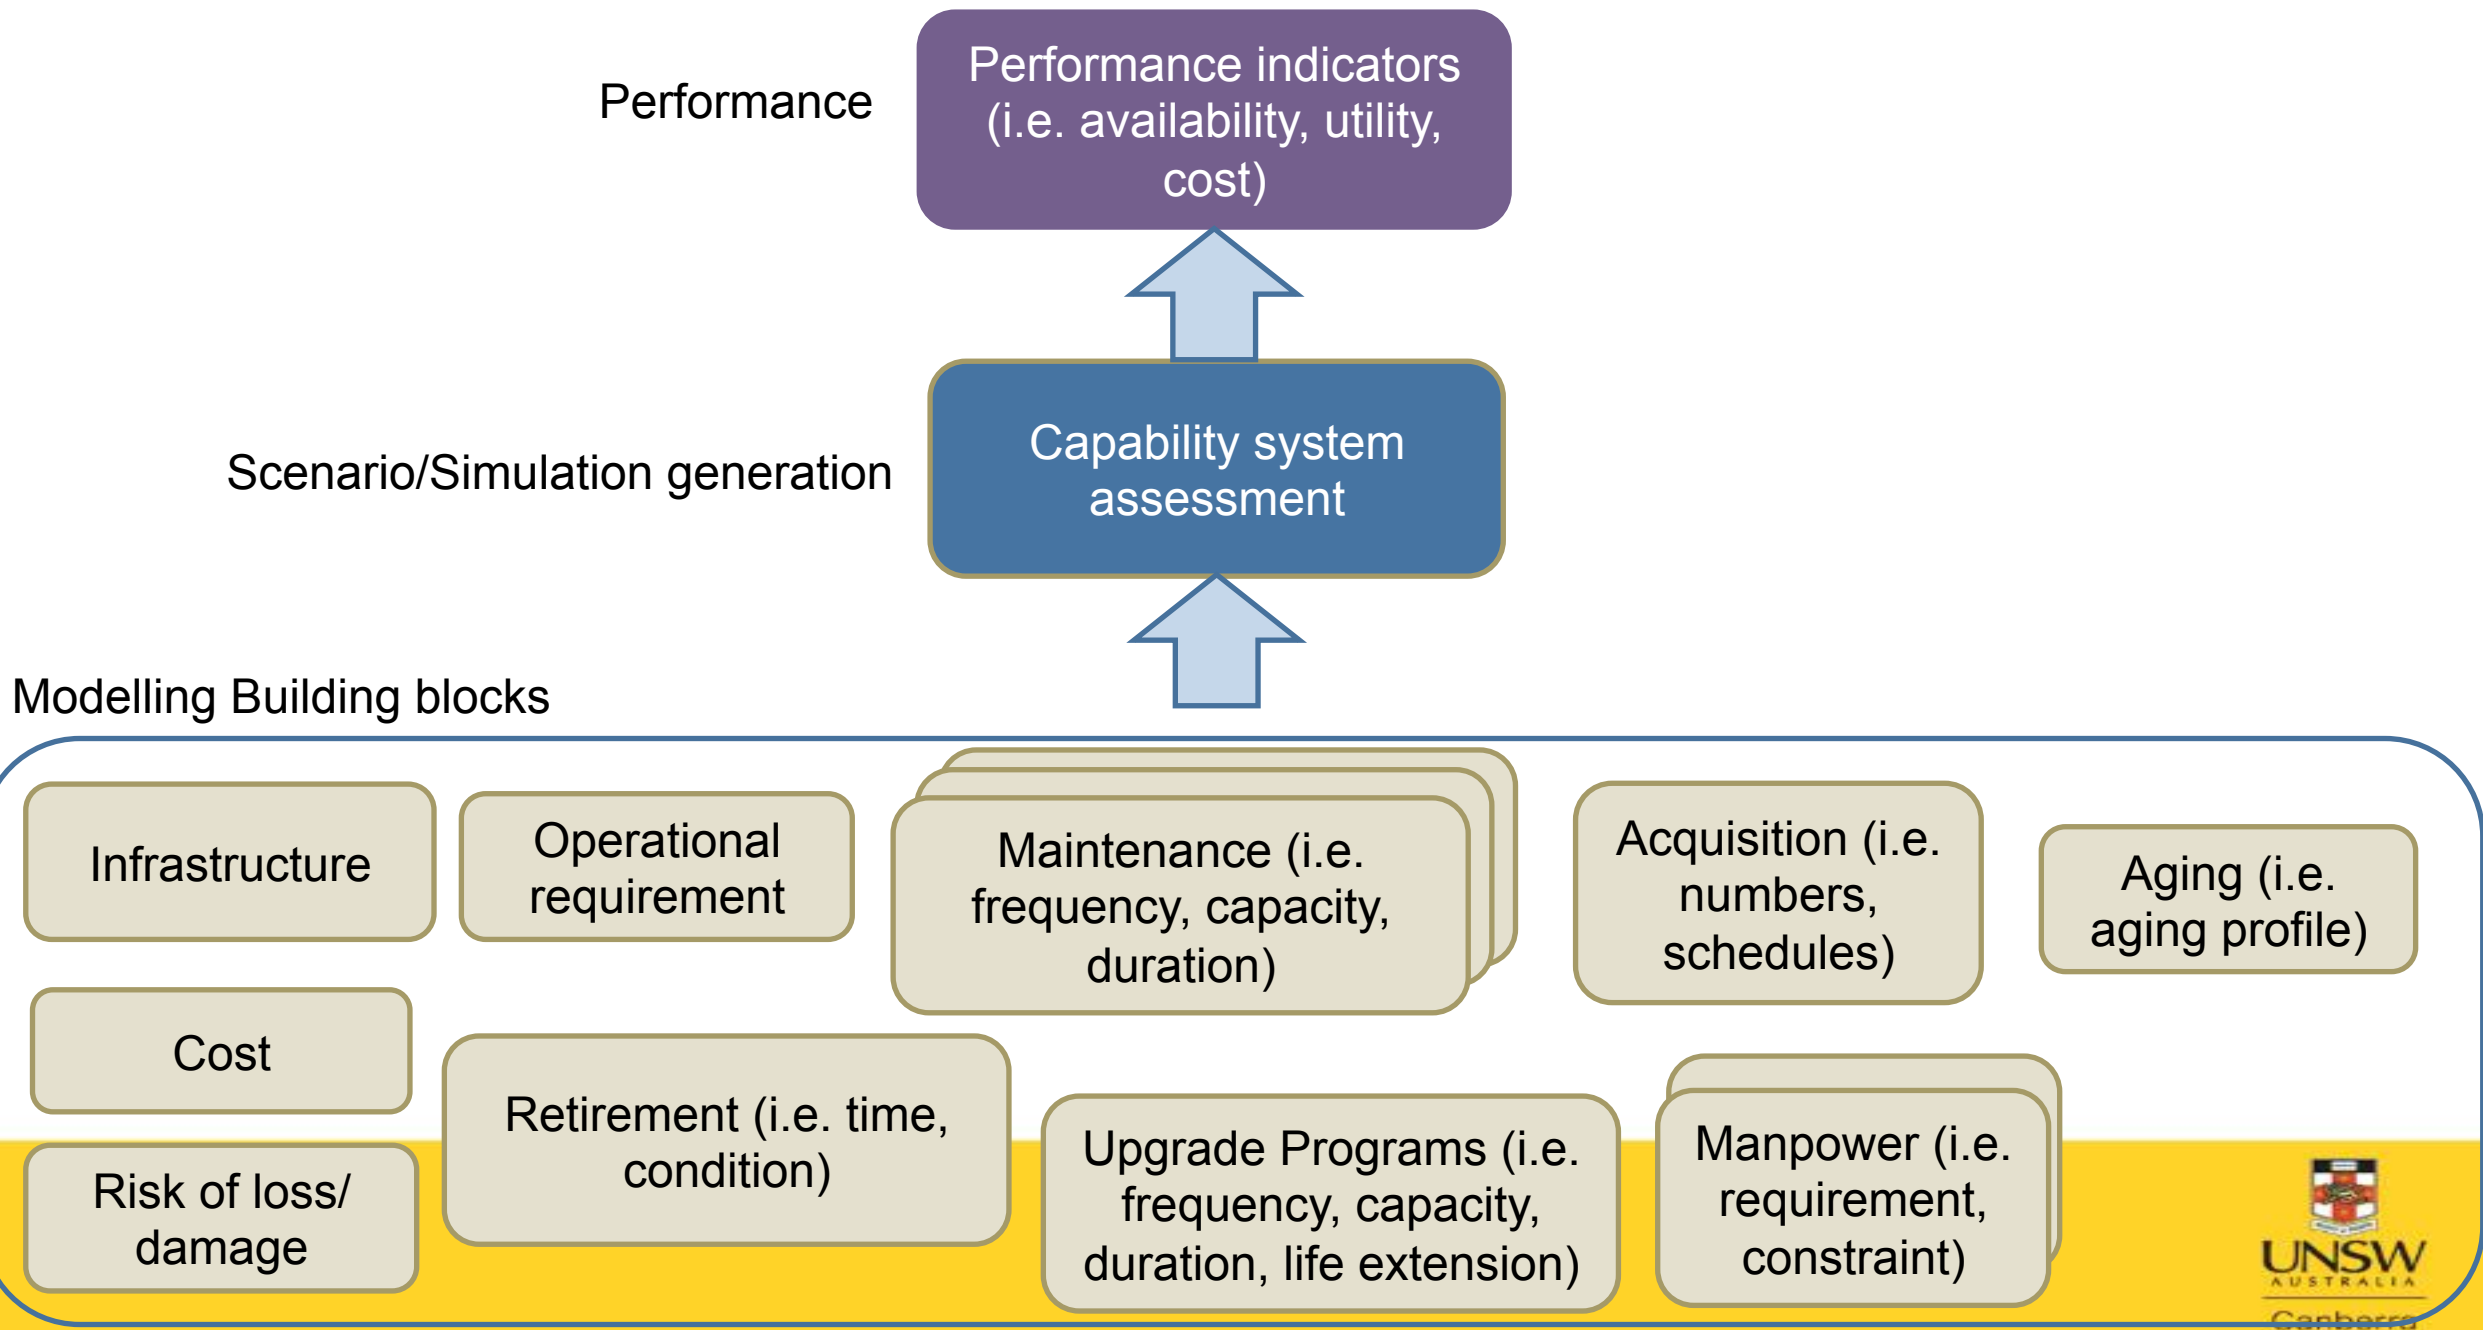 Performance
Performance indicators
(i.e. availability, utility,
cost)
Scenario/Simulation generation
Capability system
assessment
Modelling Building blocks
Infrastructure
Operational
requirement
Maintenance (i.e.
frequency, capacity,
duration)
Acquisition (i.e.
numbers,
schedules)
Aging (i.e.
aging profile)
Cost
Retirement (i.e. time,
condition)
Upgrade Programs (i.e.
frequency, capacity,
duration, life extension)
Manpower (i.e.
requirement,
constraint)
Risk of loss/
damage
UNSW
AUSTRALIA
Canberra